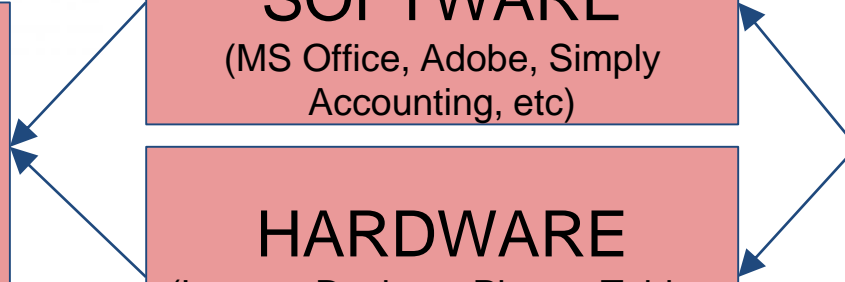 SOFTWARE
(MS Office, Adobe, Simply
Accounting, etc)
HARDWARE